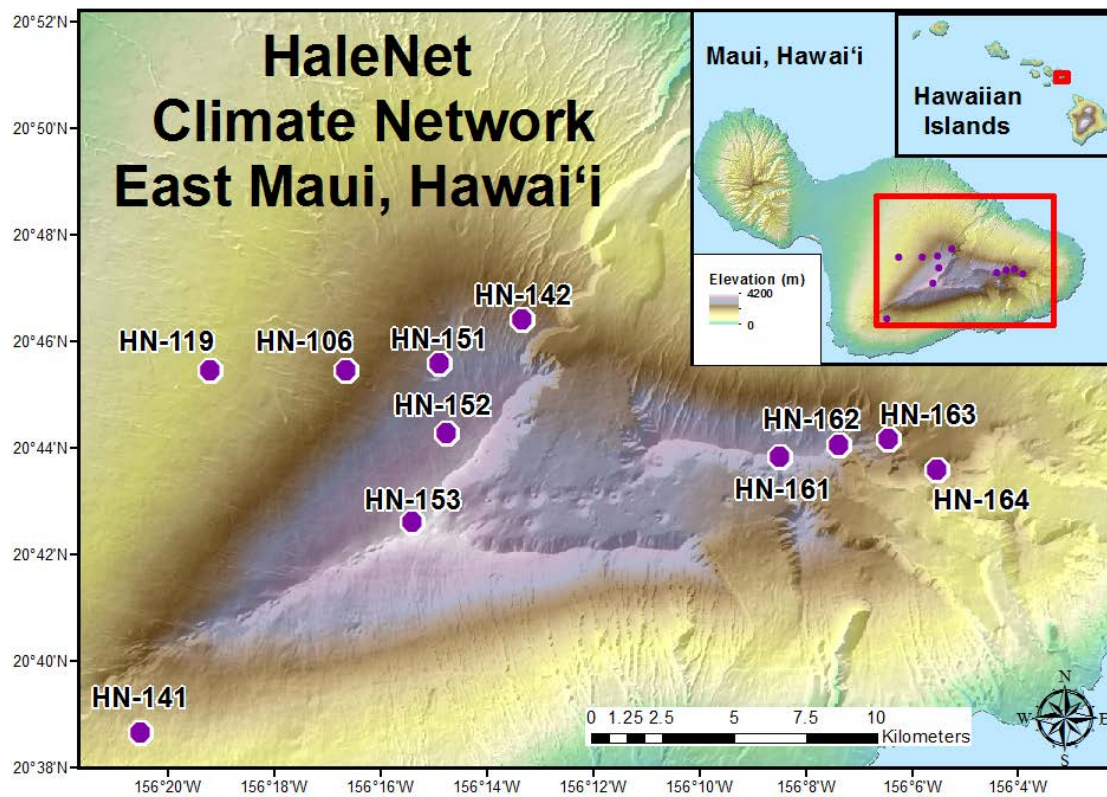 HaleNet
Climate Network
East Maui, Hawai‘i
Maui, Hawai‘i
Hawaiian
Islands
Elevation (m)
4200
0
20°52'N
20°50'N
20°48'N
20°46'N
20°44'N
20°42'N
20°40'N
20°38'N
HN-142
HN-119
HN-106
HN-151
HN-152
HN-153
HN-162
HN-163
HN-161
HN-164
HN-141
0 1.25 2.5 5 7.5 10
Kilometers
N
W E
S
156°20'W 156°18'W 156°16'W 156°14'W 156°12'W 156°10'W 156°8'W 156°6'W 156°4'W